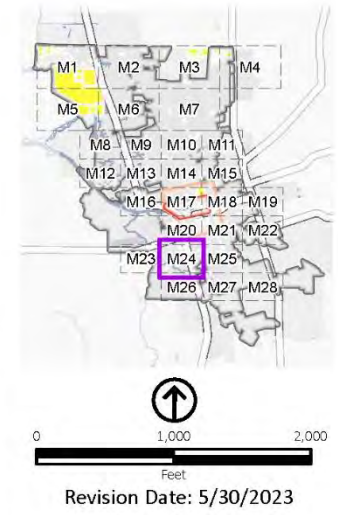 M1 M2 M3 M4
M5 M6 M7
M8 M9 M10 M11
M12 M13 M14 M15
M16 M17 M18 M19
M20 M21 M22
M23 M24 M25
M26 M27 M28
0 1,000 2,000
Feet
Revision Date: 5/30/2023